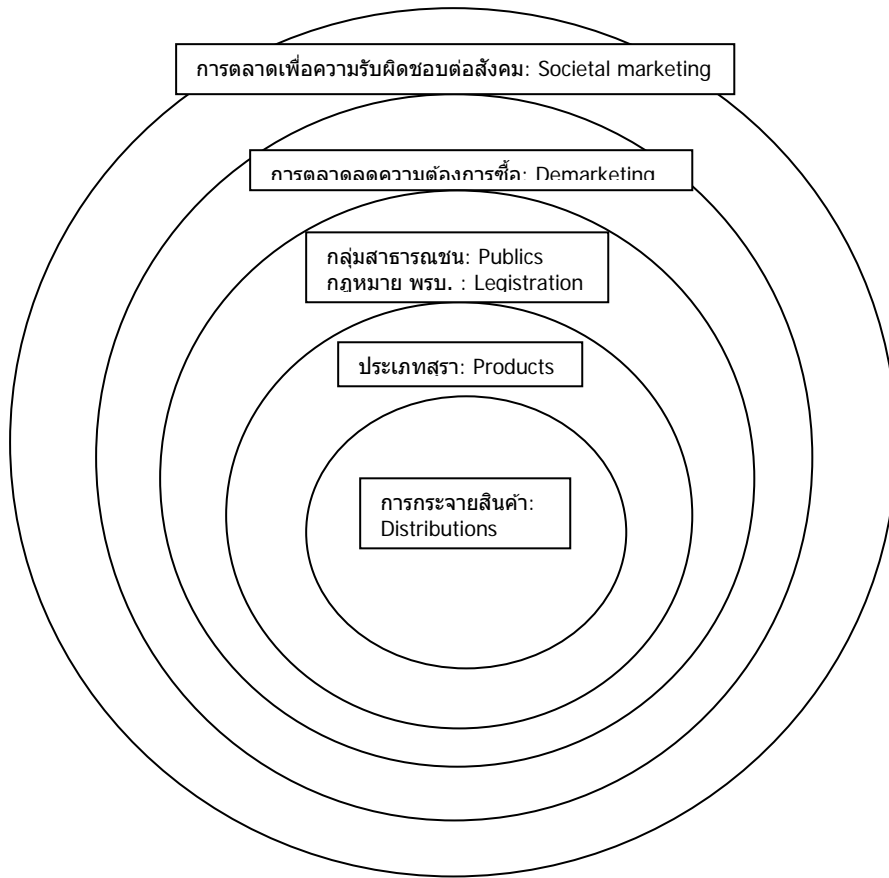 การตลาดเพื่อความรับผิดชอบต่อสังคม: Societal marketing
การตลาดลดความต้องการซื้อ: Demarketing
กลุ่มสาธารณชน: Publics
กฎหมาย พรบ. : Legistration
ประเภทสุรา: Products
การกระจายสินค้า:
Distributions